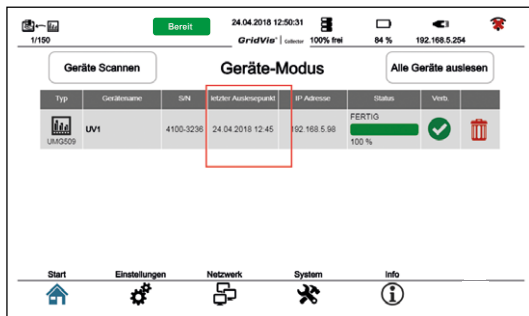 1/150
Bereit
24.04.2018 12:50:31
GridVis® | Collector 100% frei
84 %
192.168.5.254
Geräte Scannen
Geräte-Modus
Alle Geräte auslesen
Typ Gerätename S/N letzter Auslesepunkt IP Adresse Status Verb.
UMG509 UV1 4100-3236 24.04.2018 12:45 192.168.5.98 FERTIG
100 %
Start Einstellungen Netzwerk System Info